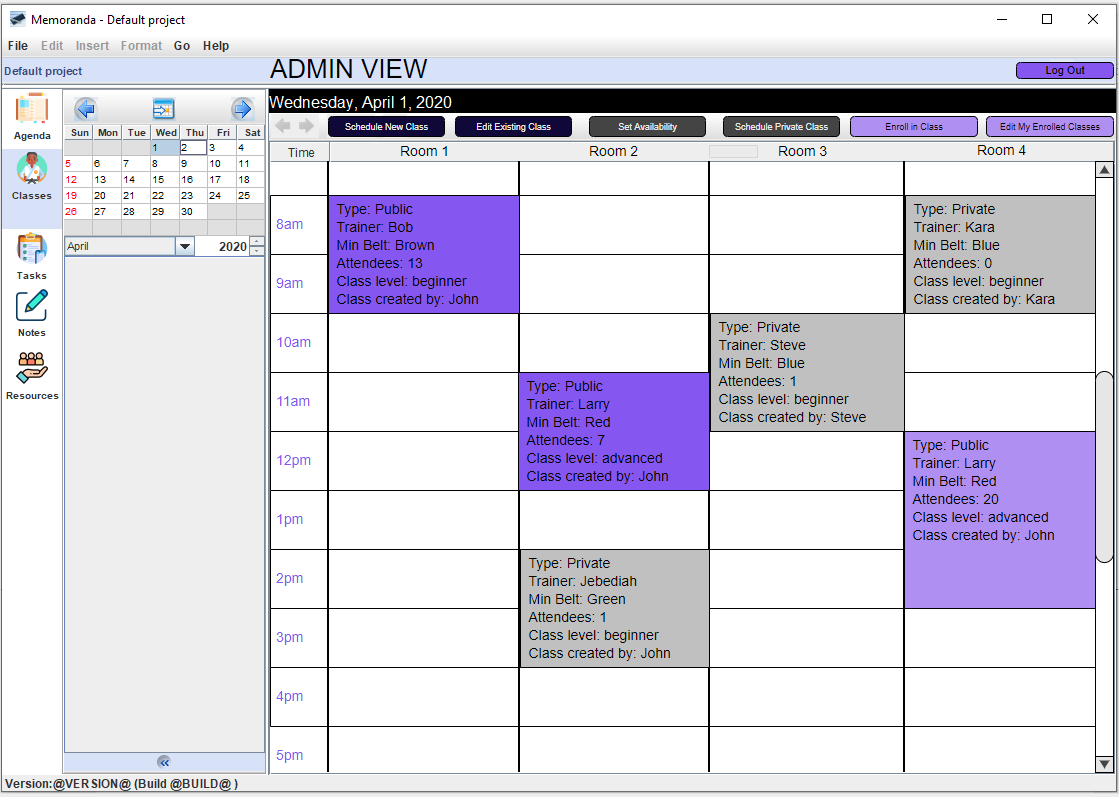 Memoranda - Default project
File Edit Insert Format Go Help
Default project
ADMIN VIEW
Log Out
Agenda
Classes
Tasks
Notes
Resources
Sun Mon Tue Wed Thu Fri Sat
1 2 3 4
5 6 7 8 9 10 11
12 13 14 15 16 17 18
19 20 21 22 23 24 25
26 27 28 29 30
April 2020
Wednesday, April 1, 2020
Schedule New Class Edit Existing Class Set Availability Schedule Private Class Enroll in Class Edit My Enrolled Classes
Time Room 1 Room 2 Room 3 Room 4
8am
9am
10am
11am
12pm
1pm
2pm
3pm
4pm
5pm
Type: Public
Trainer: Bob
Min Belt: Brown
Attendees: 13
Class level: beginner
Class created by: John
Type: Public
Trainer: Larry
Min Belt: Red
Attendees: 7
Class level: advanced
Class created by: John
Type: Private
Trainer: Jebediah
Min Belt: Green
Attendees: 1
Class level: beginner
Class created by: John
Type: Private
Trainer: Steve
Min Belt: Blue
Attendees: 1
Class level: beginner
Class created by: Steve
Type: Private
Trainer: Kara
Min Belt: Blue
Attendees: 0
Class level: beginner
Class created by: Kara
Type: Public
Trainer: Larry
Min Belt: Red
Attendees: 20
Class level: advanced
Class created by: John
Version:@VERSION@ (Build @BUILD@ )